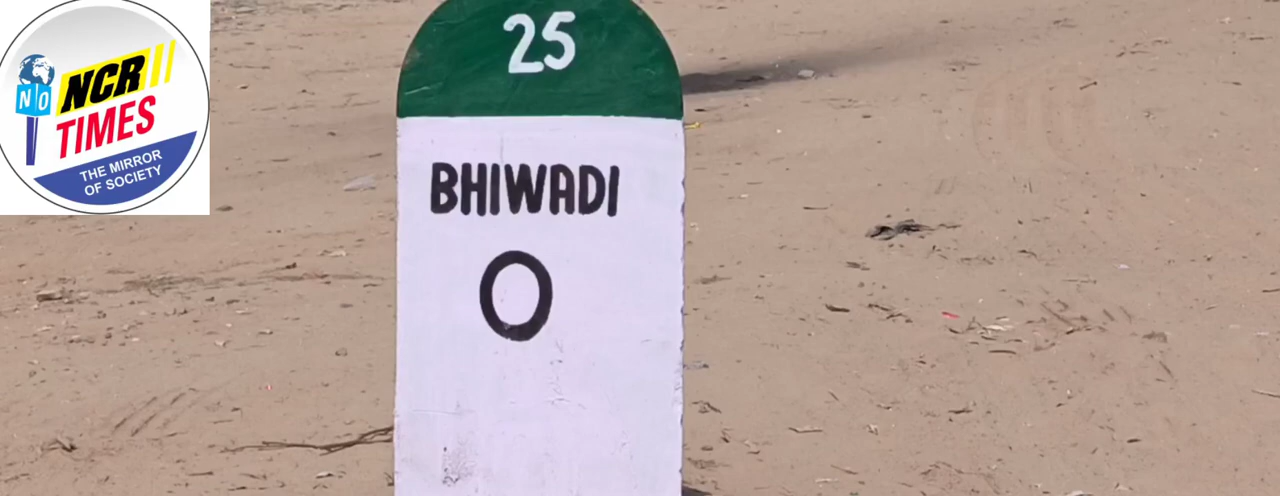 NO
NCR
TIMES
THE MIRROR
OF SOCIETY
25
BHIWADI
0